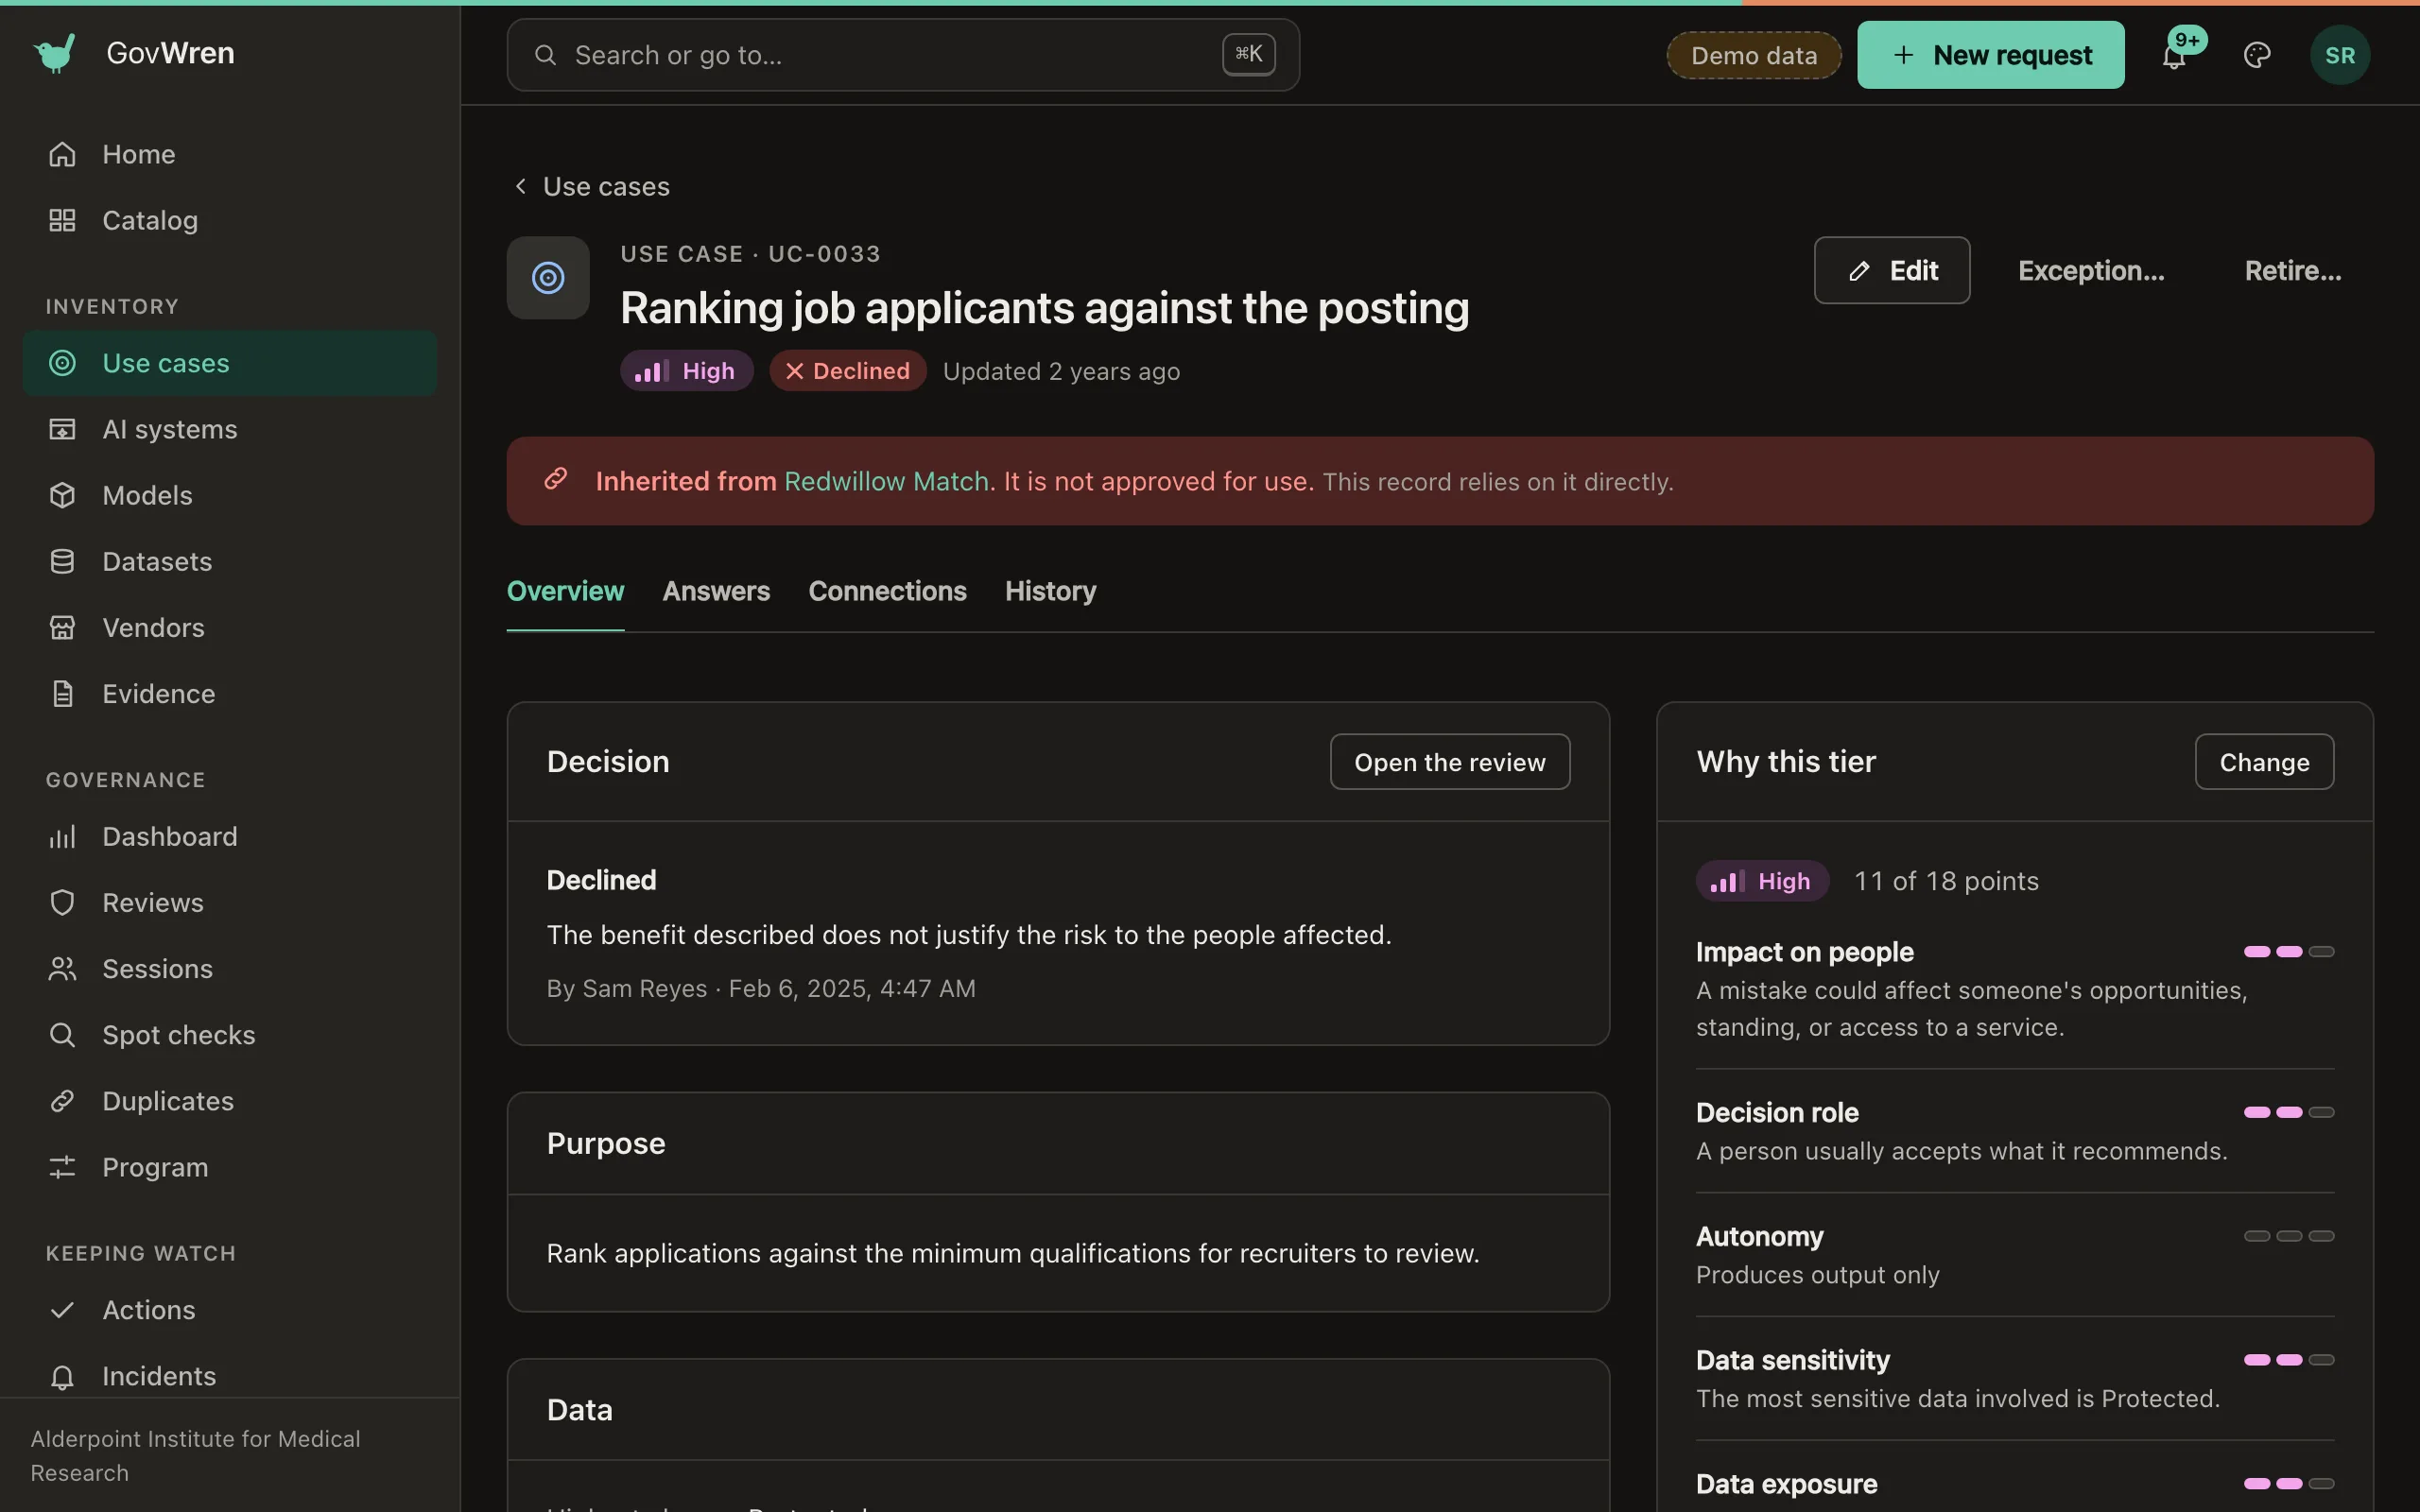 GovWren
Search or go to...
⌘K
Demo data
+ New request
9+
SR
Home
Catalog
INVENTORY
Use cases
AI systems
Models
Datasets
Vendors
Evidence
GOVERNANCE
Dashboard
Reviews
Sessions
Spot checks
Duplicates
Program
KEEPING WATCH
Actions
Incidents
Alderpoint Institute for Medical
Research
Use cases
USE CASE · UC-0033
Ranking job applicants against the posting
High
Declined
Updated 2 years ago
Edit
Exception...
Retire...
Inherited from Redwillow Match. It is not approved for use. This record relies on it directly.
Overview
Answers
Connections
History
Decision
Open the review
Declined
The benefit described does not justify the risk to the people affected.
By Sam Reyes · Feb 6, 2025, 4:47 AM
Purpose
Rank applications against the minimum qualifications for recruiters to review.
Data
Why this tier
Change
High
11 of 18 points
Impact on people
A mistake could affect someone's opportunities,
standing, or access to a service.
Decision role
A person usually accepts what it recommends.
Autonomy
Produces output only
Data sensitivity
The most sensitive data involved is Protected.
Data exposure